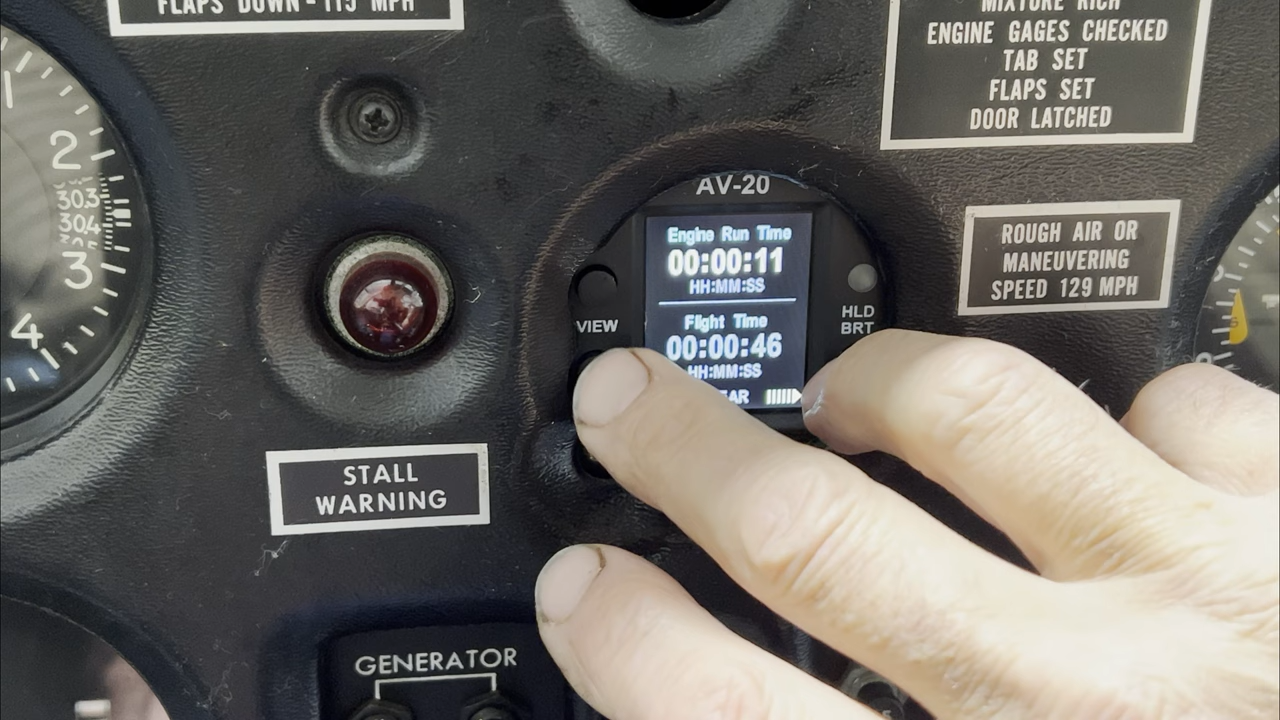 FLAPS DOWN - 115 MPH
MIXTURE RICH
ENGINE GAGES CHECKED
TAB SET
FLAPS SET
DOOR LATCHED
1
2
303
304
3
4
AV-20
Engine Run Time
00:00:11
HH:MM:SS
Flight Time
00:00:46
HH:MM:SS
VIEW
HLD
BRT
ROUGH AIR OR
MANEUVERING
SPEED 129 MPH
STALL
WARNING
GENERATOR